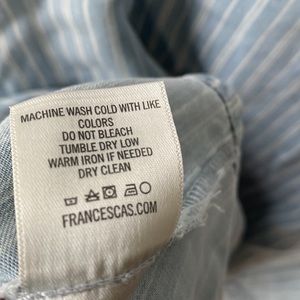 MACHINE WASH COLD WITH LIKE
COLORS
DO NOT BLEACH
TUMBLE DRY LOW
WARM IRON IF NEEDED
DRY CLEAN
FRANCESCAS.COM